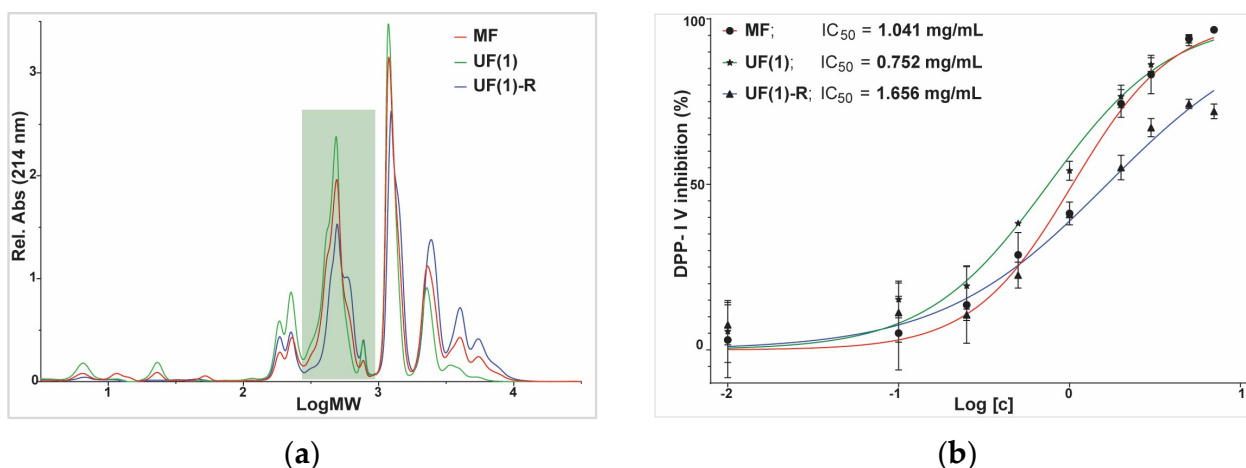 MF
UF(1)
UF(1)-R
Rel. Abs (214 nm)
3
2
1
0
1
2
3
4
LogMW
(a)
MF; IC50 = 1.041 mg/mL
UF(1); IC50 = 0.752 mg/mL
UF(1)-R; IC50 = 1.656 mg/mL
DPP- I V inhibition (%)
100
50
0
-2
-1
0
1
Log [c]
(b)